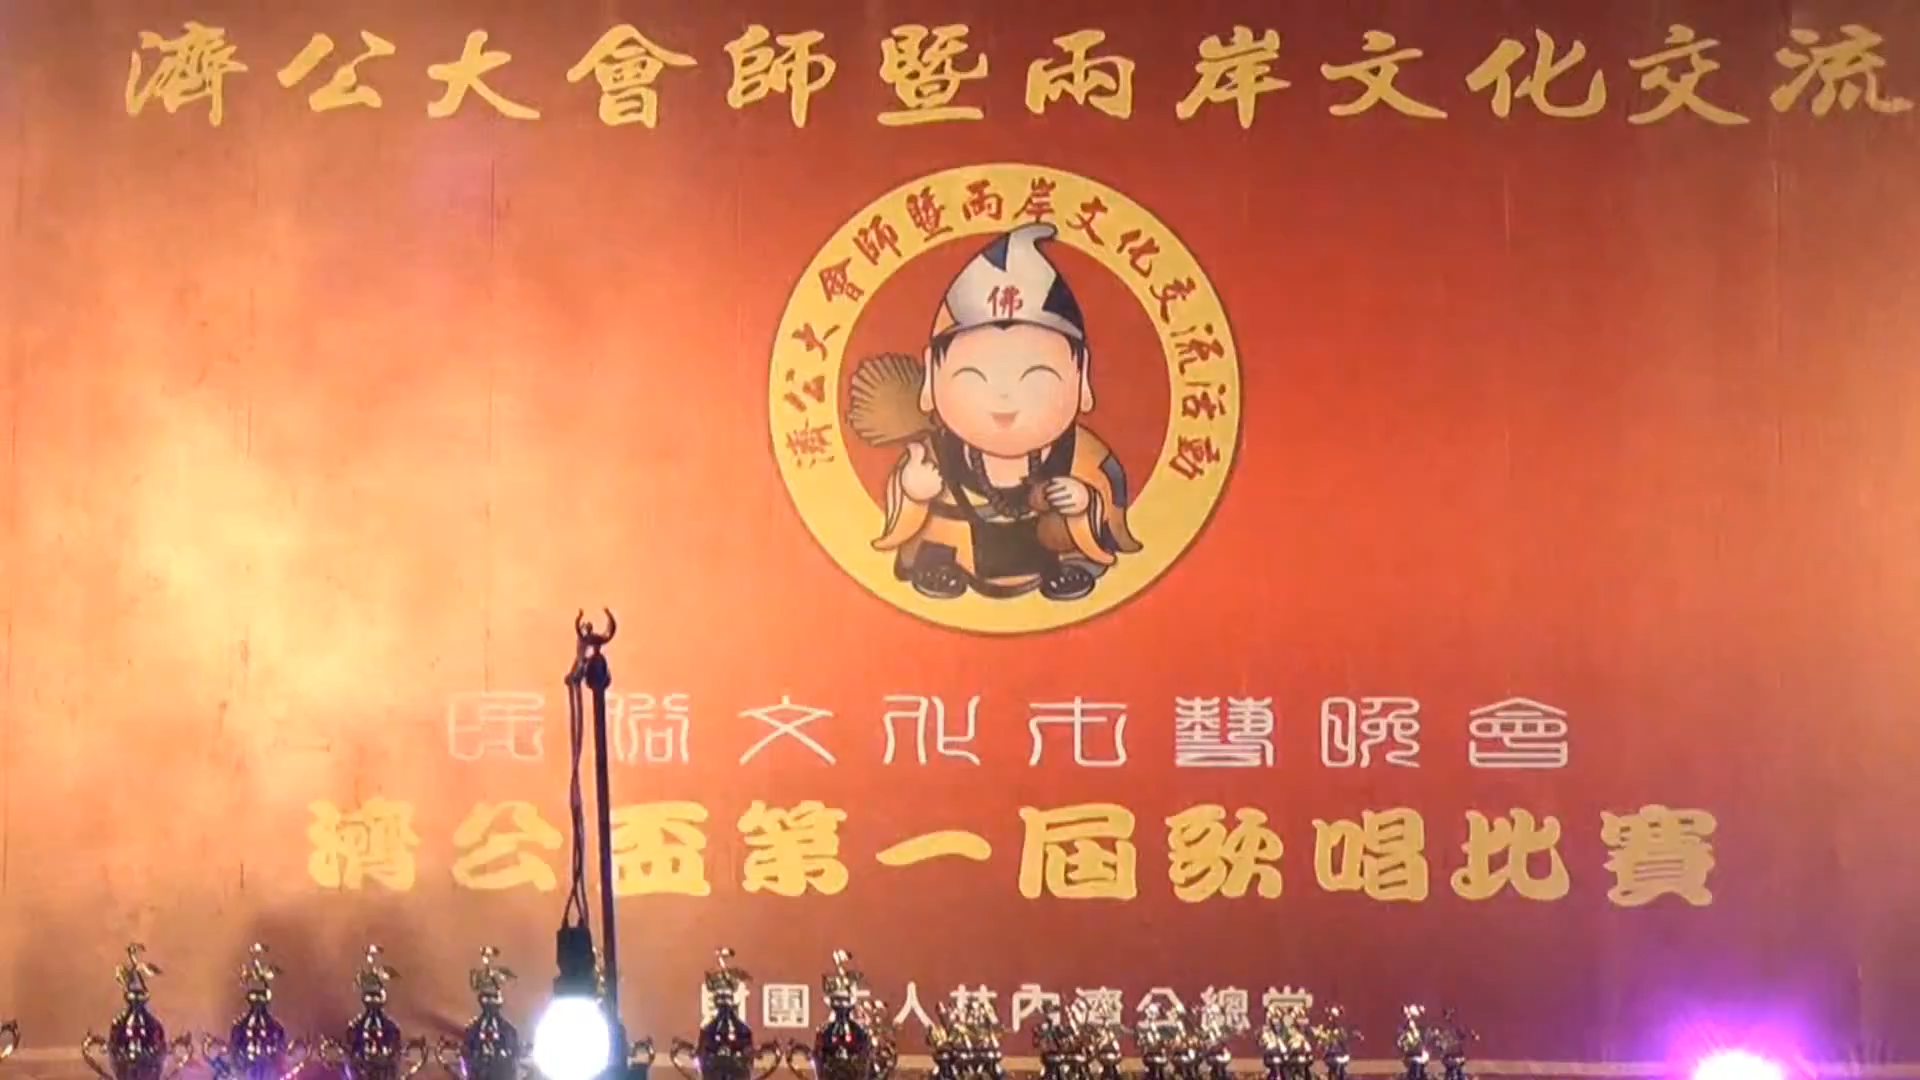 濟公大會師暨兩岸文化交流
濟公大會師暨兩岸文化交流活動
佛
民俗文化才藝晚會
濟公盃第一屆歌唱比賽
財團法人林內濟公總堂